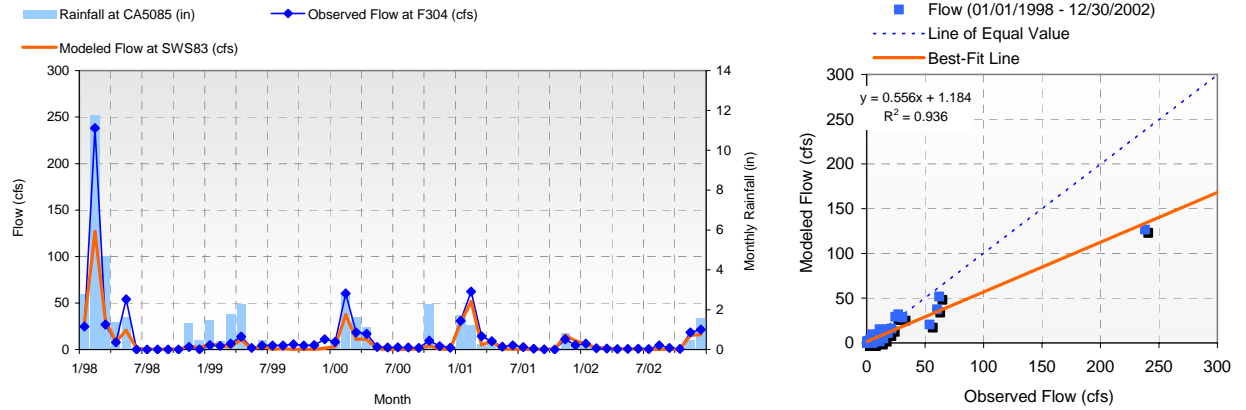 Rainfall at CA5085 (in)
Observed Flow at F304 (cfs)
Modeled Flow at SWS83 (cfs)
300
250
200
150
100
50
0
Flow (cfs)
14
12
10
8
6
4
2
0
Monthly Rainfall (in)
1/98 7/98 1/99 7/99 1/00 7/00 1/01 7/01 1/02 7/02
Month
Flow (01/01/1998 - 12/30/2002)
Line of Equal Value
Best-Fit Line
y = 0.556x + 1.184
R² = 0.936
300
250
200
150
100
50
0
Modeled Flow (cfs)
0 50 100 150 200 250 300
Observed Flow (cfs)